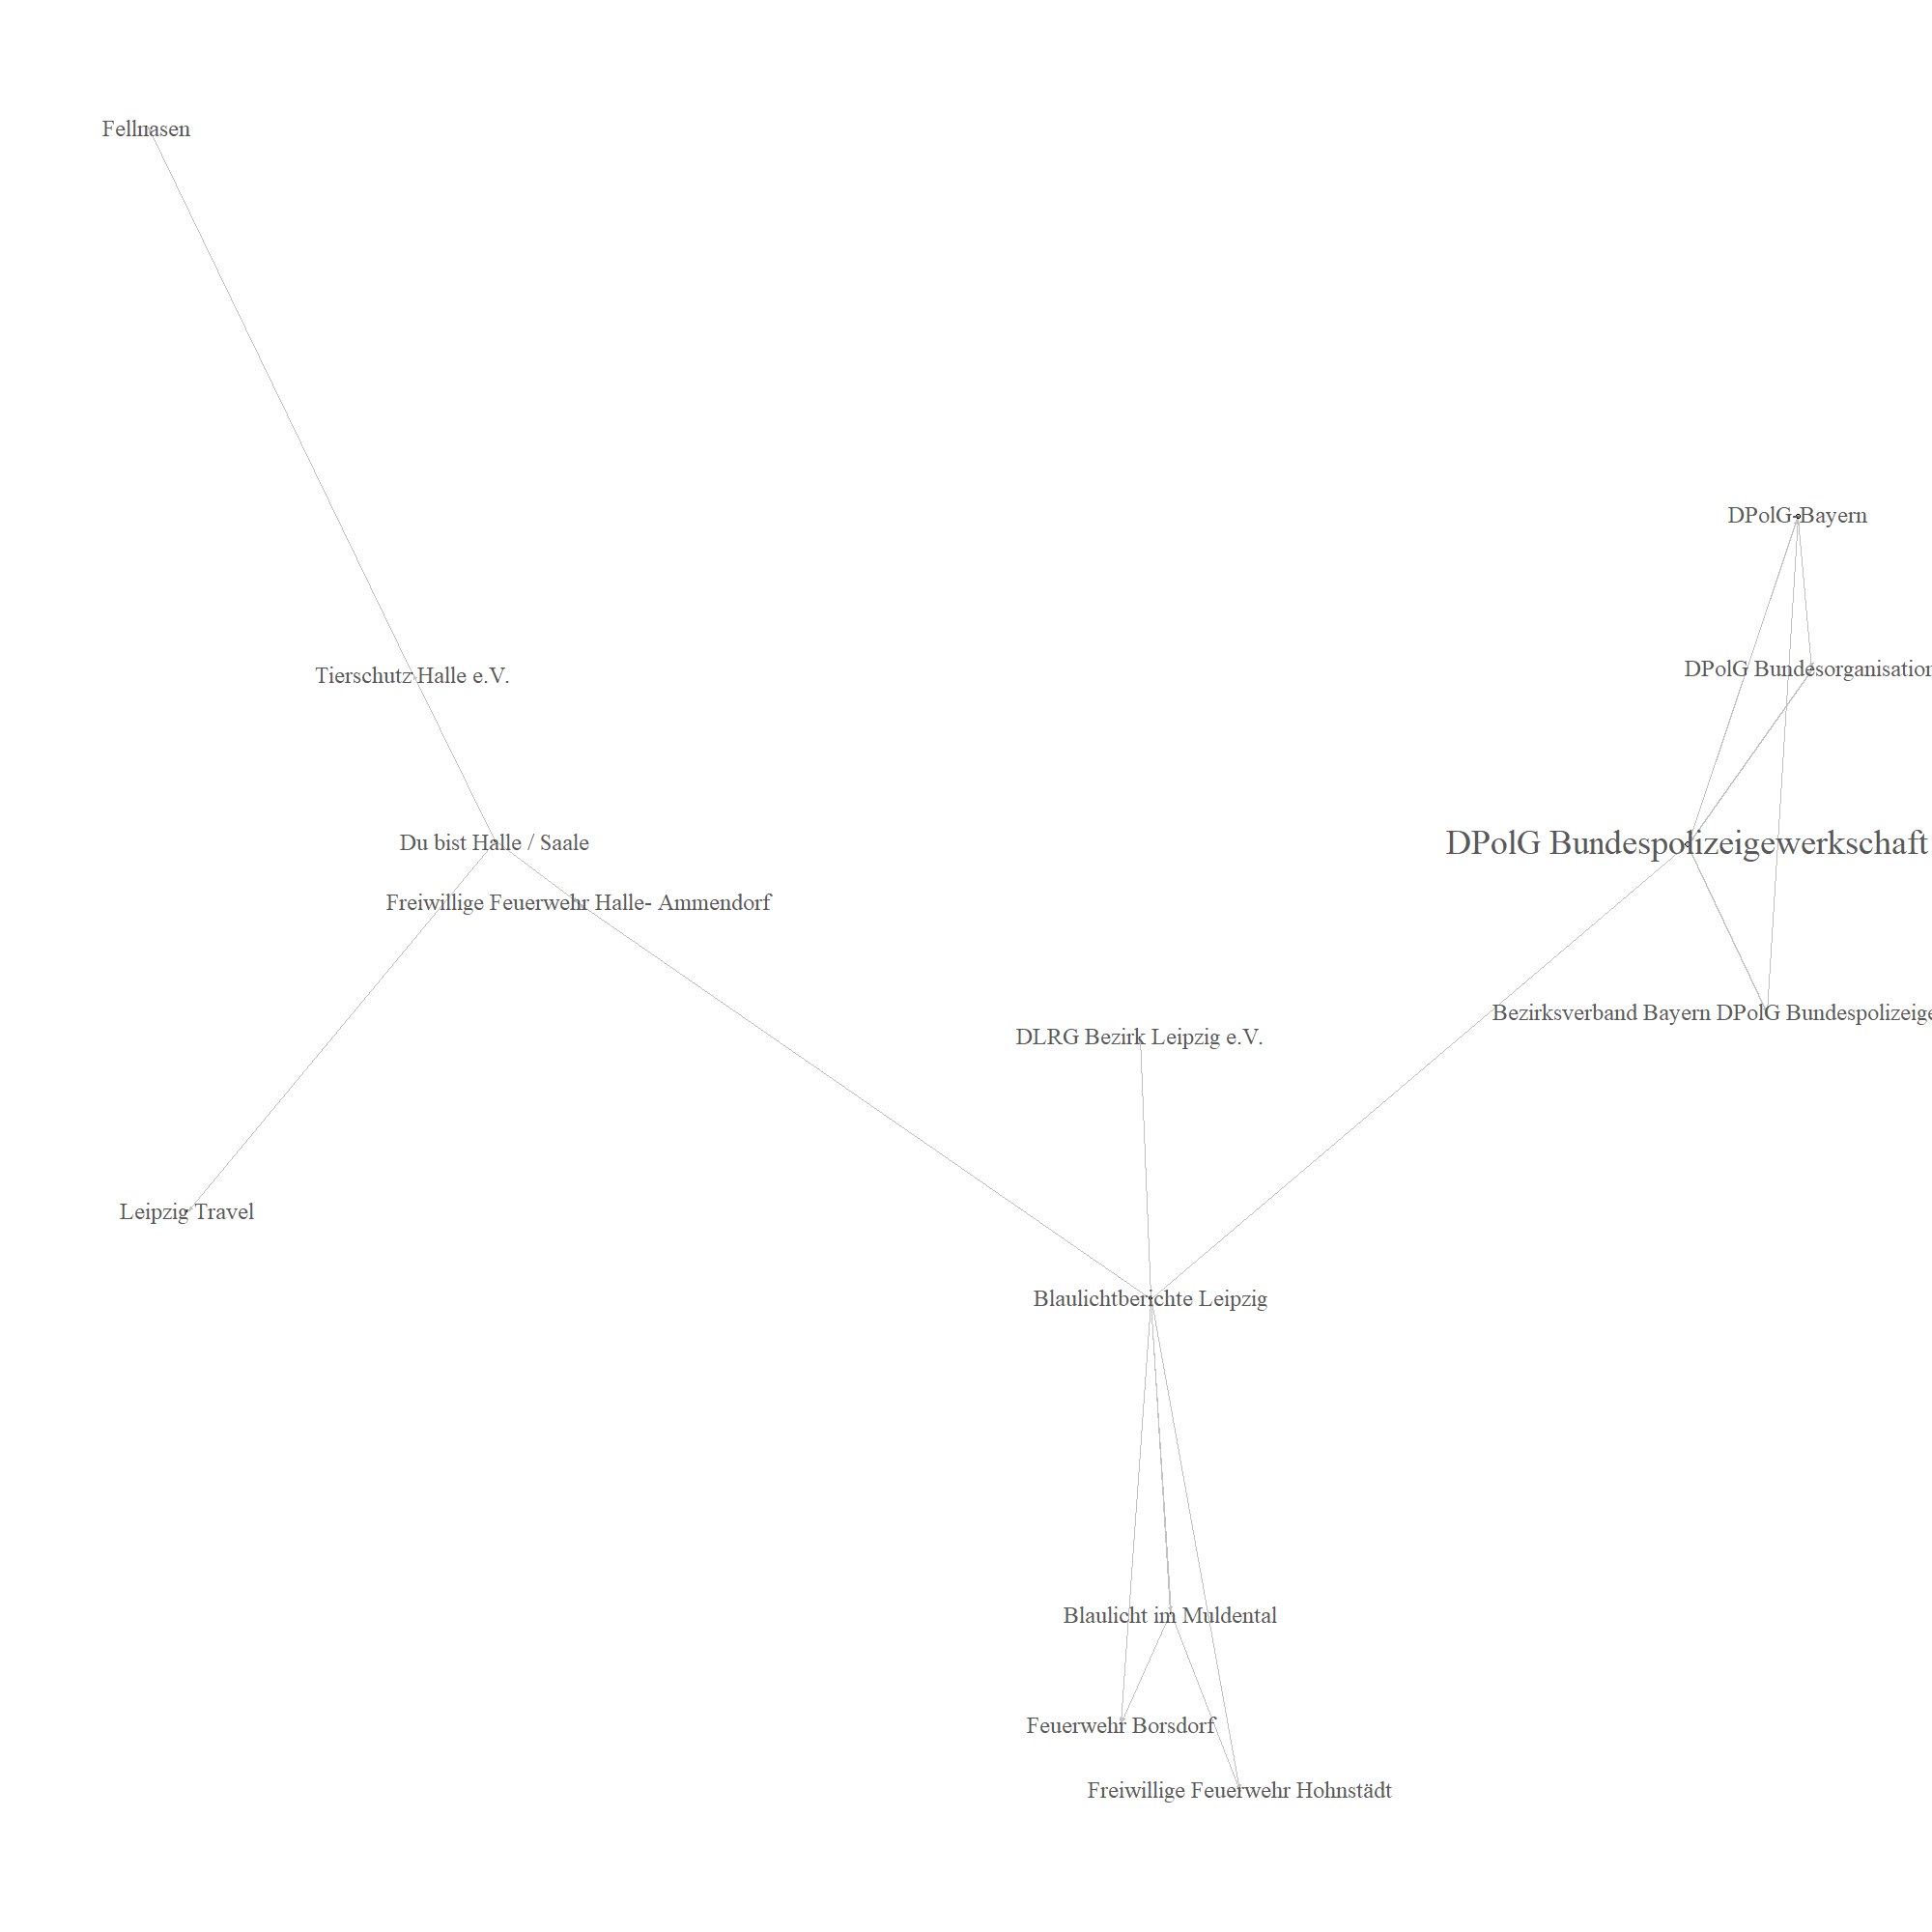 Fellnasen
DPolG Bayern
DPolG Bundesorganisation
Tierschutz Halle e.V.
Du bist Halle / Saale
DPolG Bundespolizeigewerkschaft
Freiwillige Feuerwehr Halle- Ammendorf
Bezirksverband Bayern DPolG Bundespolizeige
DLRG Bezirk Leipzig e.V.
Leipzig Travel
Blaulichtberichte Leipzig
Blaulicht im Muldental
Feuerwehr Borsdorf
Freiwillige Feuerwehr Hohnstädt